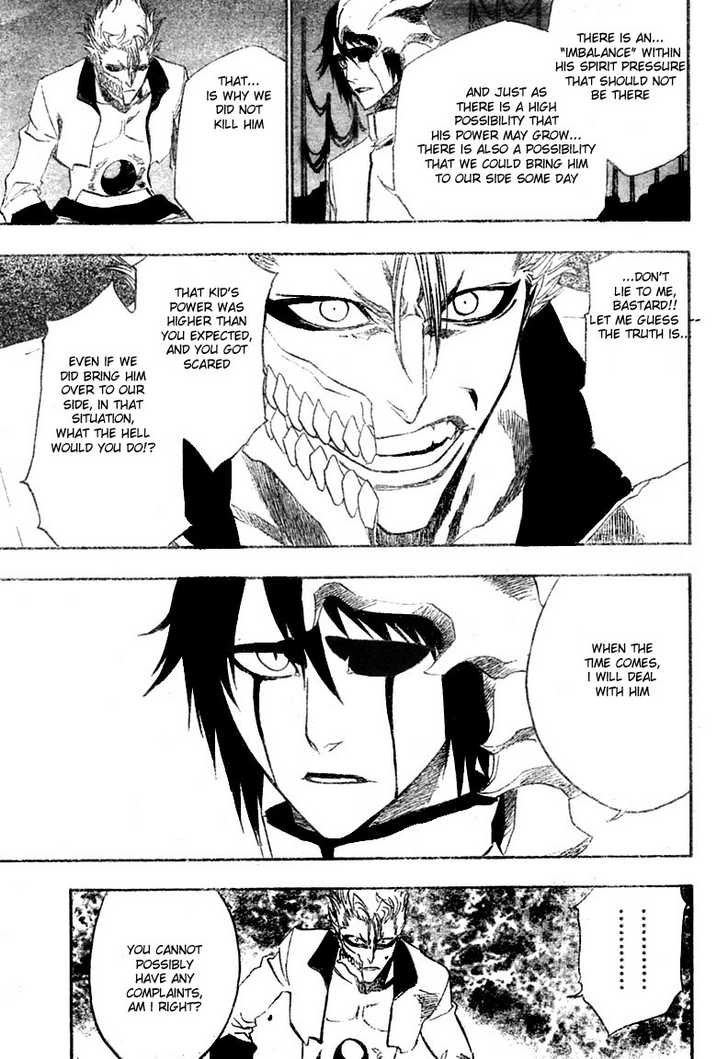 THERE IS AN...
"IMBALANCE" WITHIN
HIS SPIRIT PRESSURE
THAT SHOULD NOT
BE THERE
AND JUST AS
THERE IS A HIGH
POSSIBILITY THAT
HIS POWER MAY GROW...
THERE IS ALSO A POSSIBILITY
THAT WE COULD BRING HIM
TO OUR SIDE SOME DAY
THAT...
IS WHY WE
DID NOT
KILL HIM
...DON'T
LIE TO ME,
BASTARD!!
LET ME GUESS
THE TRUTH IS...
THAT KID'S
POWER WAS
HIGHER THAN
YOU EXPECTED,
AND YOU GOT
SCARED
EVEN IF WE
DID BRING HIM
OVER TO OUR
SIDE, IN THAT
SITUATION,
WHAT THE HELL
WOULD YOU DO!?
WHEN THE
TIME COMES,
I WILL DEAL
WITH HIM
YOU CANNOT
POSSIBLY
HAVE ANY
COMPLAINTS,
AM I RIGHT?